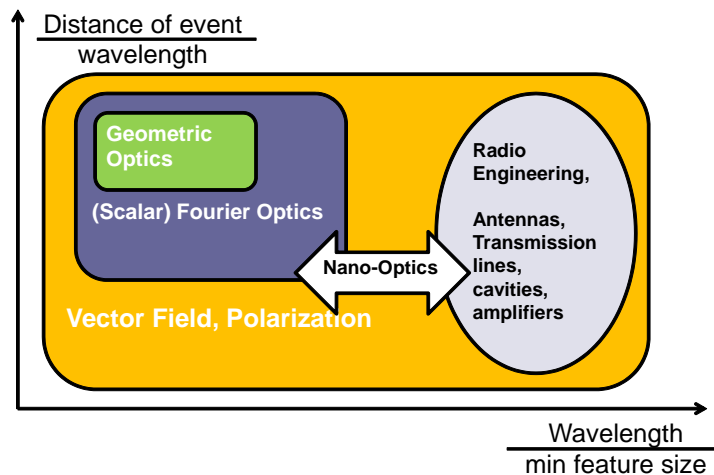 Distance of event
wavelength
Geometric
Optics
(Scalar) Fourier Optics
Radio
Engineering,
Antennas,
Transmission
lines,
cavities,
amplifiers
Nano-Optics
Vector Field, Polarization
Wavelength
min feature size